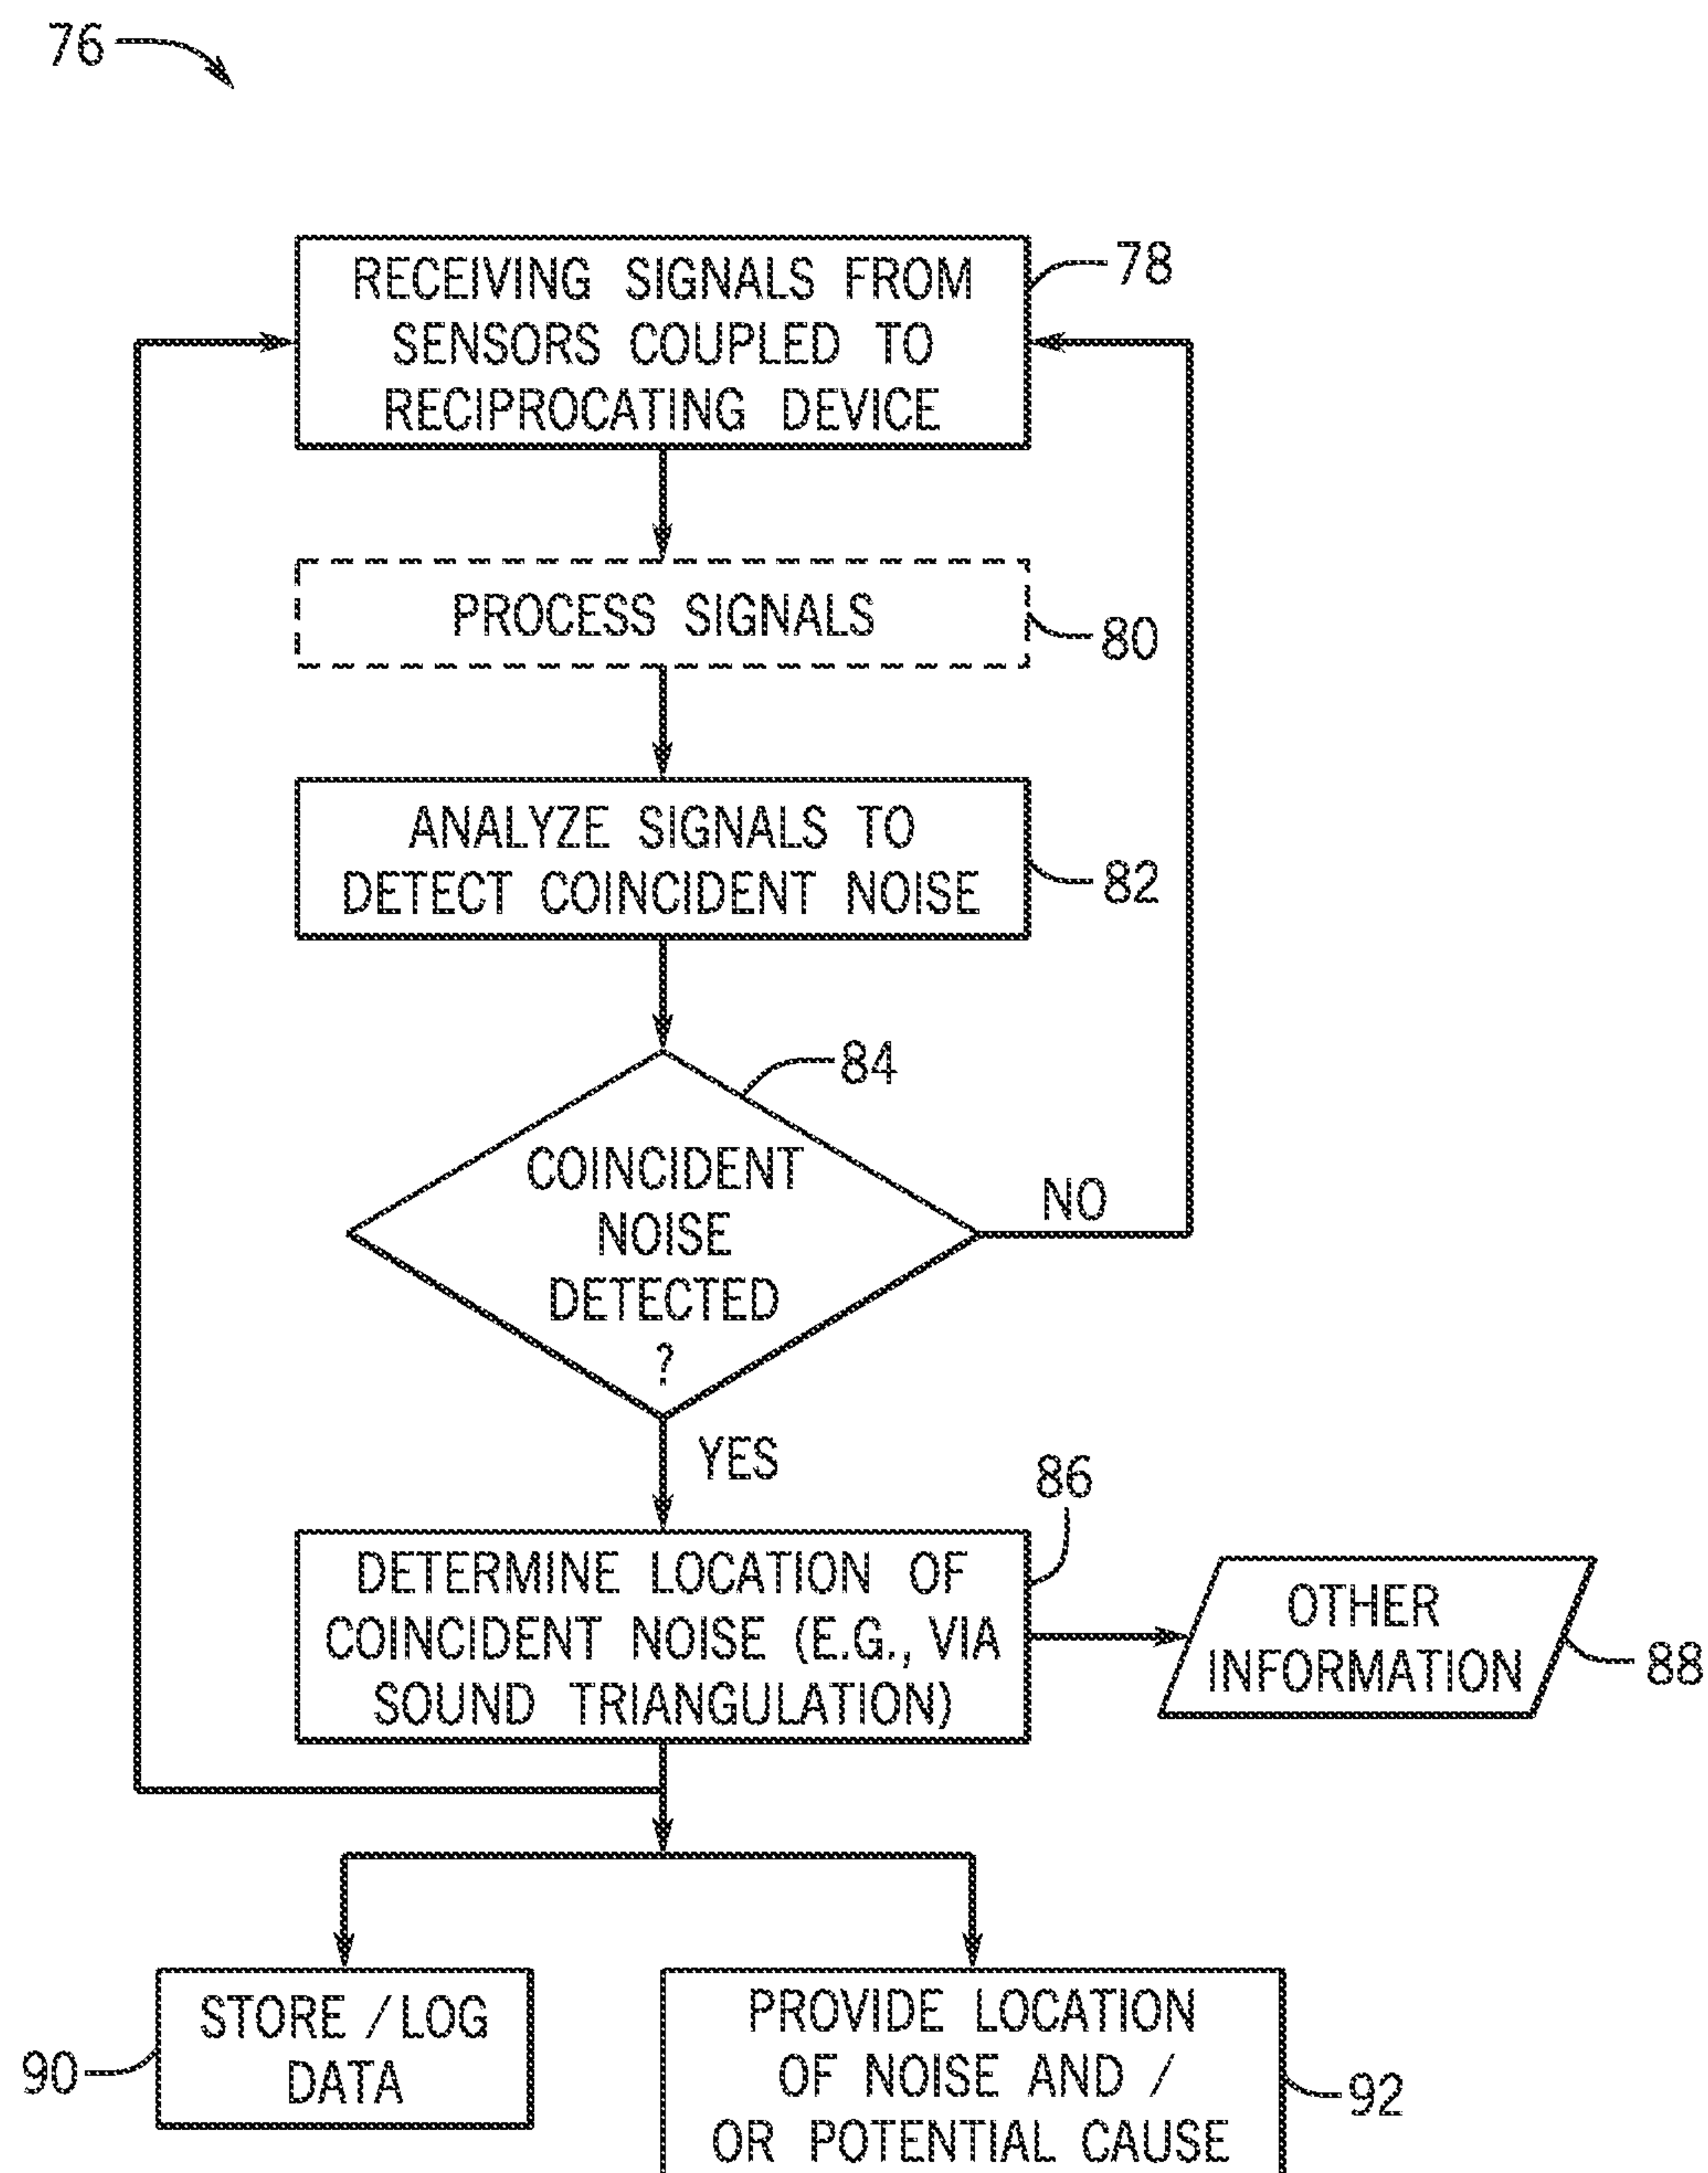 76
RECEIVING SIGNALS FROM
SENSORS COUPLED TO
RECIPROCATING DEVICE
78
PROCESS SIGNALS
80
ANALYZE SIGNALS TO
DETECT COINCIDENT NOISE
82
84
COINCIDENT
NOISE
DETECTED
?
NO
YES
86
DETERMINE LOCATION OF
COINCIDENT NOISE (E.G., VIA
SOUND TRIANGULATION)
OTHER
INFORMATION
88
STORE / LOG
DATA
90
PROVIDE LOCATION
OF NOISE AND /
OR POTENTIAL CAUSE
92